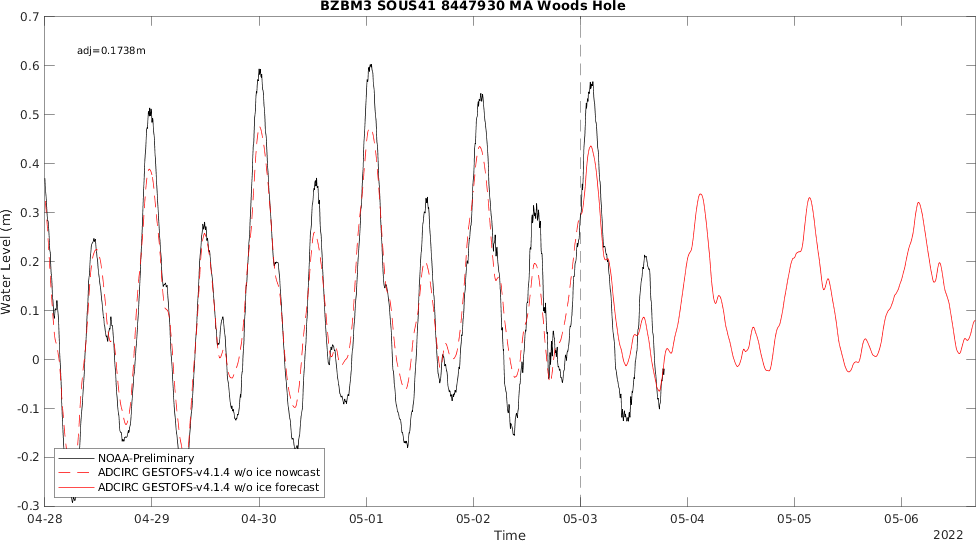 BZBM3 SOUS41 8447930 MA Woods Hole
adj=0.1738m
0.7
0.6
0.5
0.4
0.3
0.2
0.1
0
-0.1
-0.2
-0.3
Water Level (m)
NOAA-Preliminary
ADCIRC GESTOFS-v4.1.4 w/o ice nowcast
ADCIRC GESTOFS-v4.1.4 w/o ice forecast
04-28 04-29 04-30 05-01 05-02 05-03 05-04 05-05 05-06
Time
2022